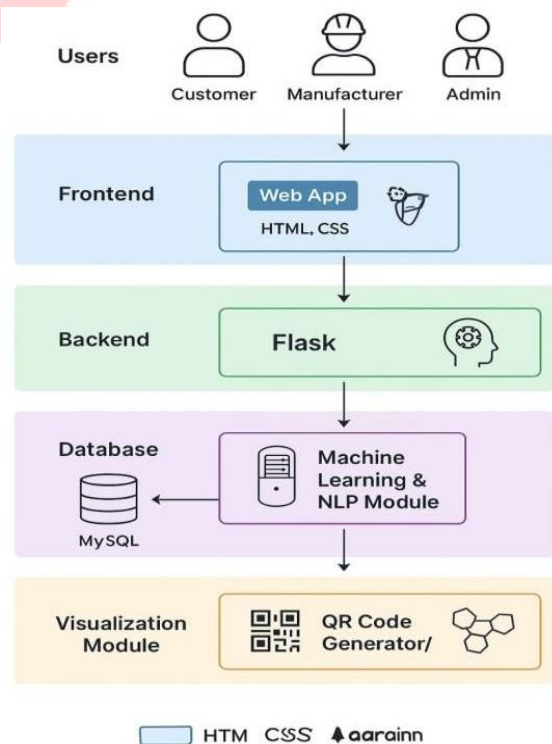 Users
Customer Manufacturer Admin
Frontend
Web App
HTML, CSS
Backend
Flask
Database
MySQL
Machine
Learning &
NLP Module
Visualization
Module
QR Code
Generator/
HTM CSS aarainn